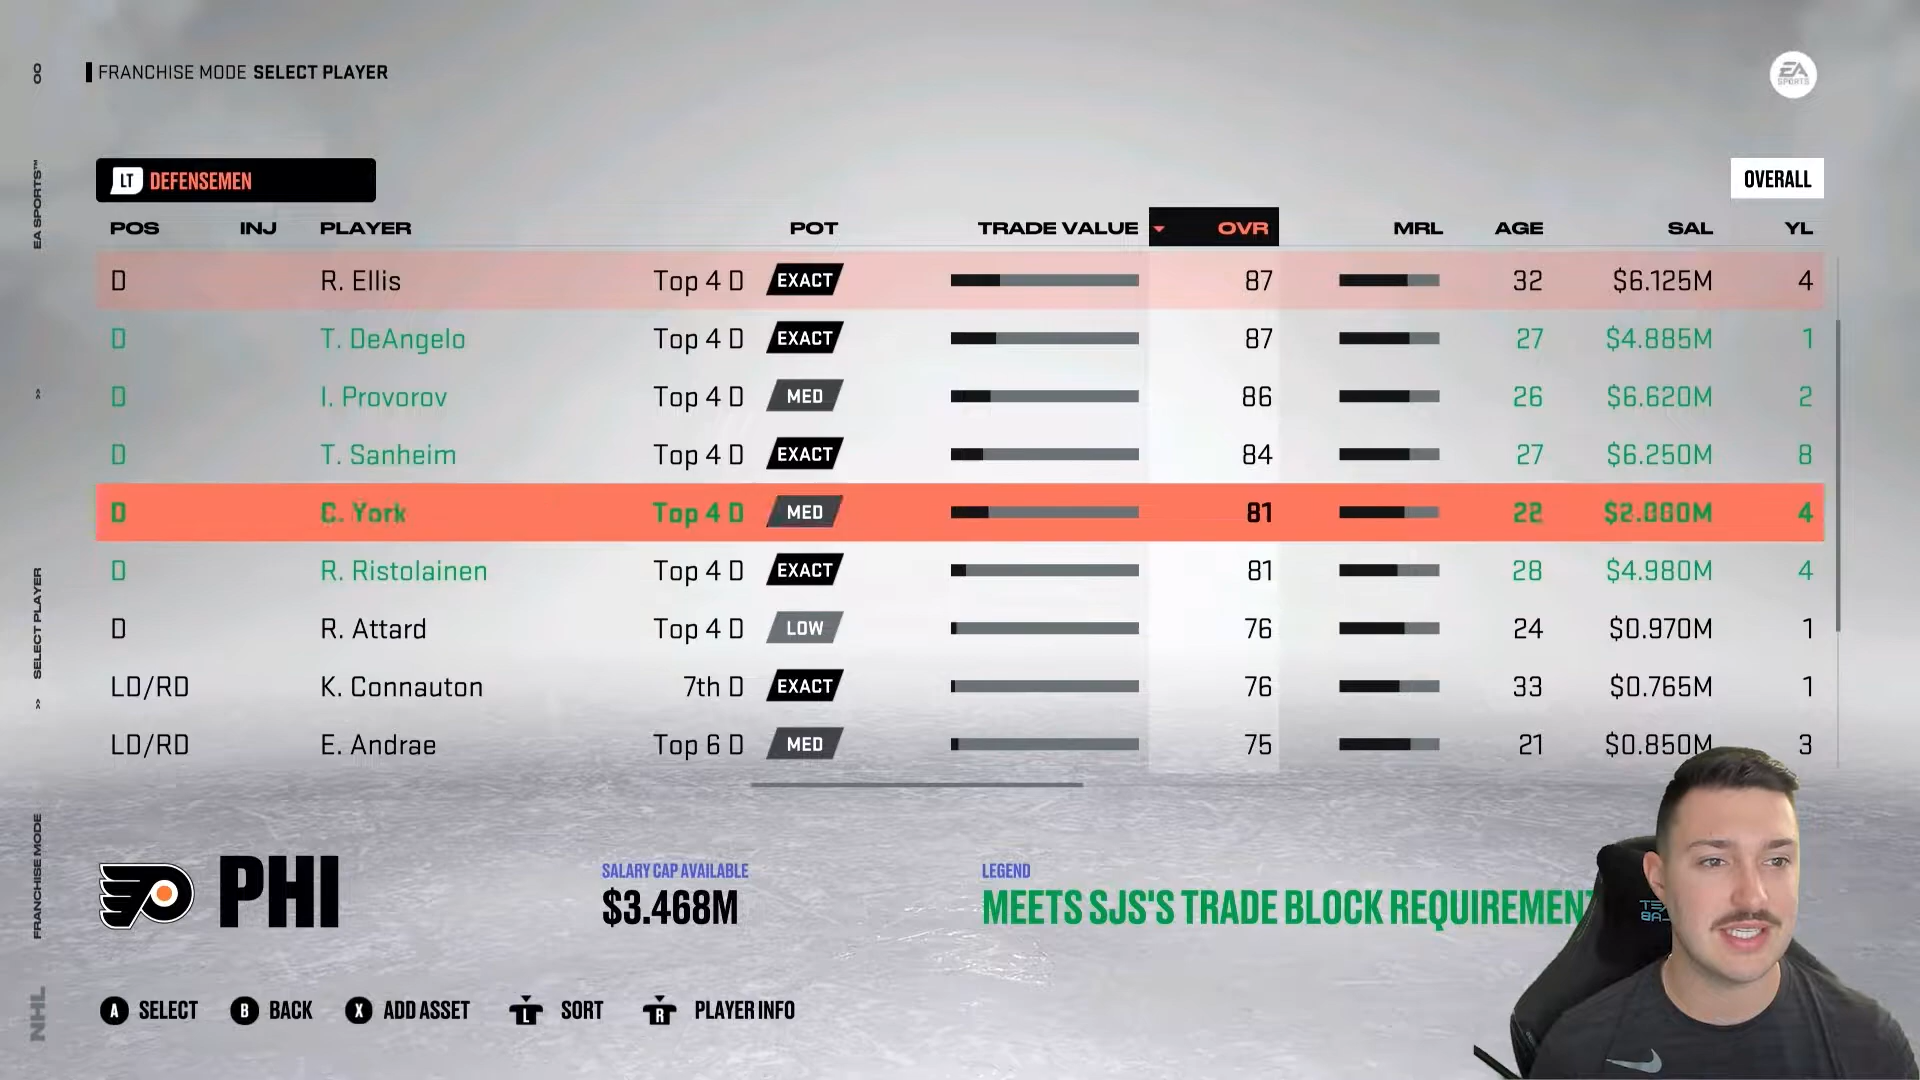 FRANCHISE MODE SELECT PLAYER
EA SPORTS
EA SPORTS™
LT DEFENSEMEN
OVERALL
POS INJ PLAYER POT TRADE VALUE OVR MRL AGE SAL YL
D R. Ellis Top 4 D EXACT 87 32 $6.125M 4
D T. DeAngelo Top 4 D EXACT 87 27 $4.885M 1
D I. Provorov Top 4 D MED 86 26 $6.620M 2
D T. Sanheim Top 4 D EXACT 84 27 $6.250M 8
D C. York Top 4 D MED 81 22 $2.000M 4
D R. Ristolainen Top 4 D EXACT 81 28 $4.980M 4
D R. Attard Top 4 D LOW 76 24 $0.970M 1
LD/RD K. Connauton 7th D EXACT 76 33 $0.765M 1
LD/RD E. Andrae Top 6 D MED 75 21 $0.850M 3
SELECT PLAYER
FRANCHISE MODE
NHL
PHI
SALARY CAP AVAILABLE
$3.468M
LEGEND
MEETS SJS'S TRADE BLOCK REQUIREMENT
A SELECT B BACK X ADD ASSET L SORT R PLAYER INFO